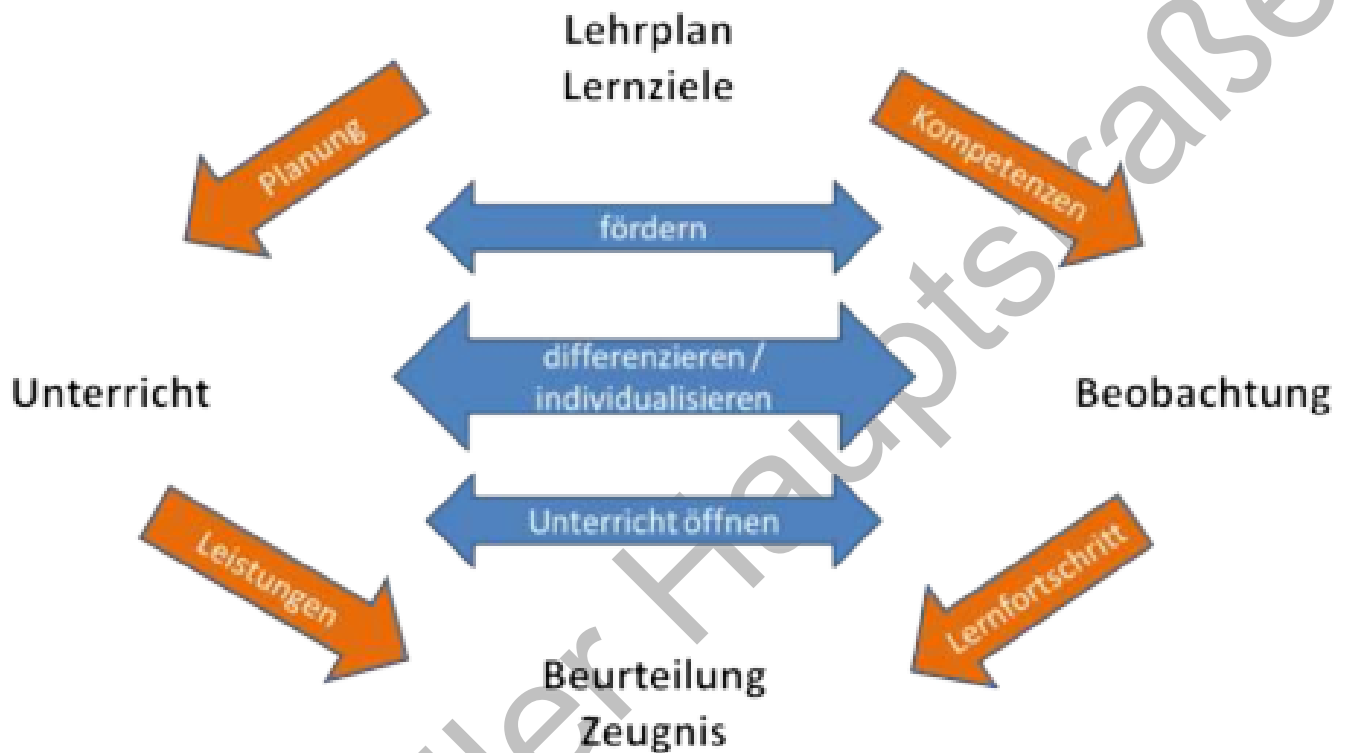 Lehrplan
Lernziele
Planung
Kompetenzen
fördern
differenzieren /
individualisieren
Unterricht
Beobachtung
Unterricht öffnen
Leistungen
Lernfortschritt
Beurteilung
Zeugnis